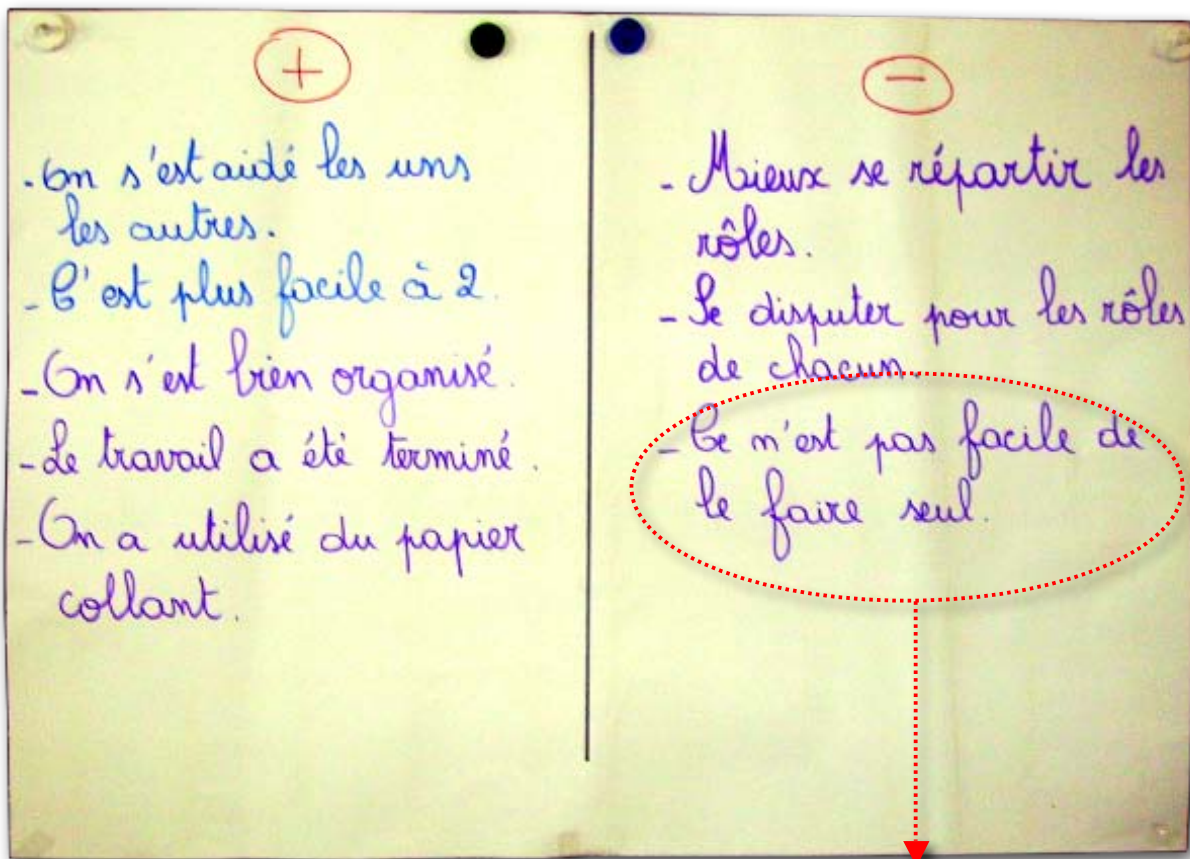 +
- On s'est aidé les uns
les autres.
- C'est plus facile à 2.
- On s'est bien organisé.
- Le travail a été terminé.
- On a utilisé du papier
collant.
-
- Mieux se répartir les
rôles.
- Se disputer pour les rôles
de chacun.
- Ce n'est pas facile de
le faire seul.